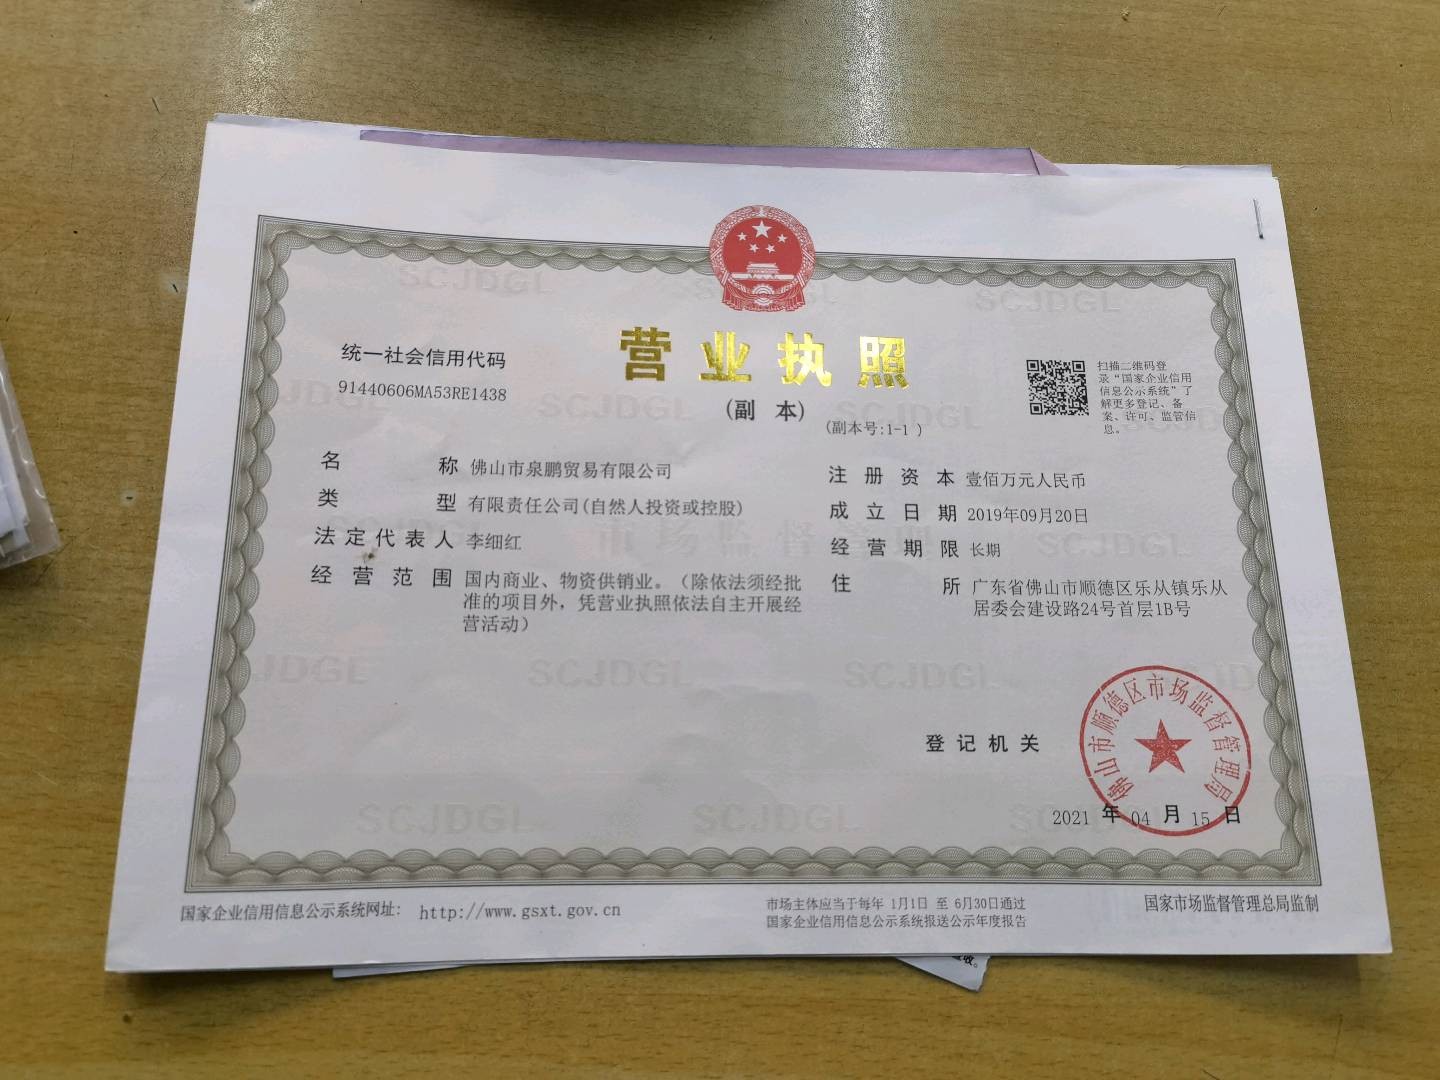 营业执照
(副 本)
(副本号:1-1 )
统一社会信用代码
91440606MA53RE1438
扫描二维码登
录“国家企业信用
信息公示系统”了
解更多登记、备
案、许可、监管信
息。
名 称 佛山市泉鹏贸易有限公司
类 型 有限责任公司(自然人投资或控股)
法定代表人 李细红
经营范围 国内商业、物资供销业。（除依法须经批
准的项目外，凭营业执照依法自主开展经
营活动）
注册资本 壹佰万元人民币
成立日期 2019年09月20日
经营期限 长期
住 所 广东省佛山市顺德区乐从镇乐从
居委会建设路24号首层1B号
登记机关
佛山市顺德区市场监督管理局
2021 年 04 月 15 日
国家企业信用信息公示系统网址: http://www.gsxt.gov.cn
市场主体应当于每年 1月1日 至 6月30日通过
国家企业信用信息公示系统报送公示年度报告
国家市场监督管理总局监制
SCJDGL
市场监督管理